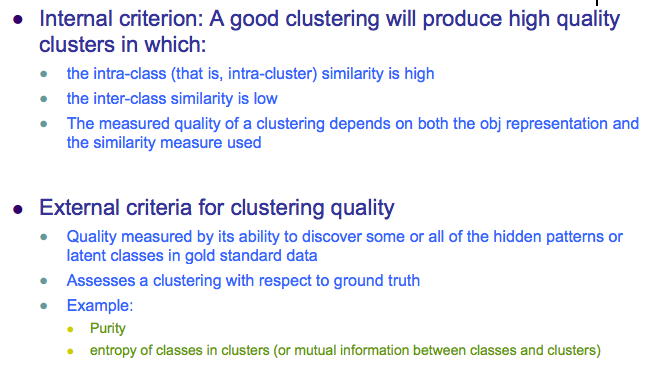 Internal criterion: A good clustering will produce high quality
clusters in which:
the intra-class (that is, intra-cluster) similarity is high
the inter-class similarity is low
The measured quality of a clustering depends on both the obj representation and
the similarity measure used
External criteria for clustering quality
Quality measured by its ability to discover some or all of the hidden patterns or
latent classes in gold standard data
Assesses a clustering with respect to ground truth
Example:
Purity
entropy of classes in clusters (or mutual information between classes and clusters)